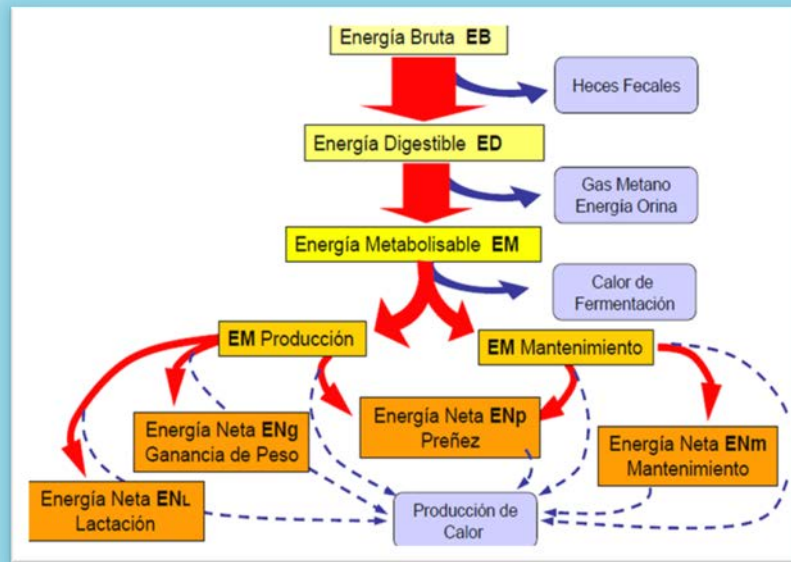 Energía Bruta EB
Heces Fecales
Energía Digestible ED
Gas Metano
Energía Orina
Energía Metabolisable EM
Calor de
Fermentación
EM Producción
EM Mantenimiento
Energía Neta ENp
Preñez
Energía Neta ENg
Ganancia de Peso
Energía Neta ENm
Mantenimiento
Energía Neta ENL
Lactación
Producción de
Calor